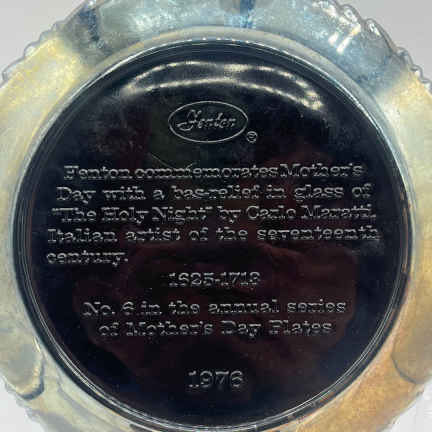 Fenton
®
Fenton commemorates Mother's
Day with a bas-relief in glass of
"The Holy Night" by Carlo Maratti,
Italian artist of the seventeenth
century.
1625-1713
No. 6 in the annual series
of Mother's Day Plates
1976